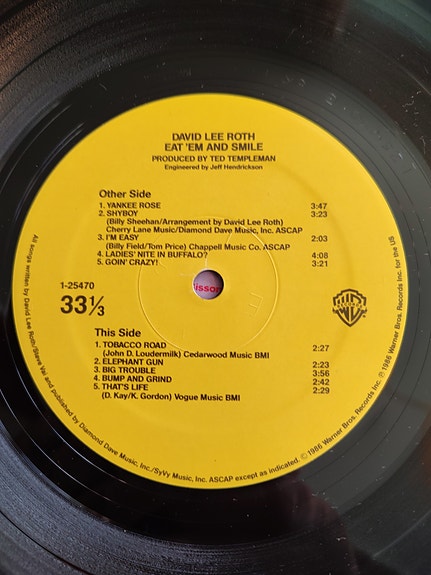 DAVID LEE ROTH
EAT 'EM AND SMILE
PRODUCED BY TED TEMPLEMAN
Engineered by Jeff Hendrickson
Other Side
1. YANKEE ROSE 3:47
2. SHYBOY 3:23
(Billy Sheehan/Arrangement by David Lee Roth)
Cherry Lane Music/Diamond Dave Music, Inc. ASCAP
3. I'M EASY 2:03
(Billy Field/Tom Price) Chappell Music Co. ASCAP
4. LADIES' NITE IN BUFFALO? 4:08
5. GOIN' CRAZY! 3:21
1-25470
33 1/3
issor
WB
This Side
1. TOBACCO ROAD 2:27
(John D. Loudermilk) Cedarwood Music BMI
2. ELEPHANT GUN 2:23
3. BIG TROUBLE 3:56
4. BUMP AND GRIND 2:42
5. THAT'S LIFE 2:29
(D. Kay/K. Gordon) Vogue Music BMI
All songs written by David Lee Roth/Steve Vai and published by Diamond Dave Music, Inc./SyVy Music, Inc. ASCAP except as indicated. ©1986 Warner Bros. Records Inc. ℗1986 Warner Bros. Records Inc. for the US